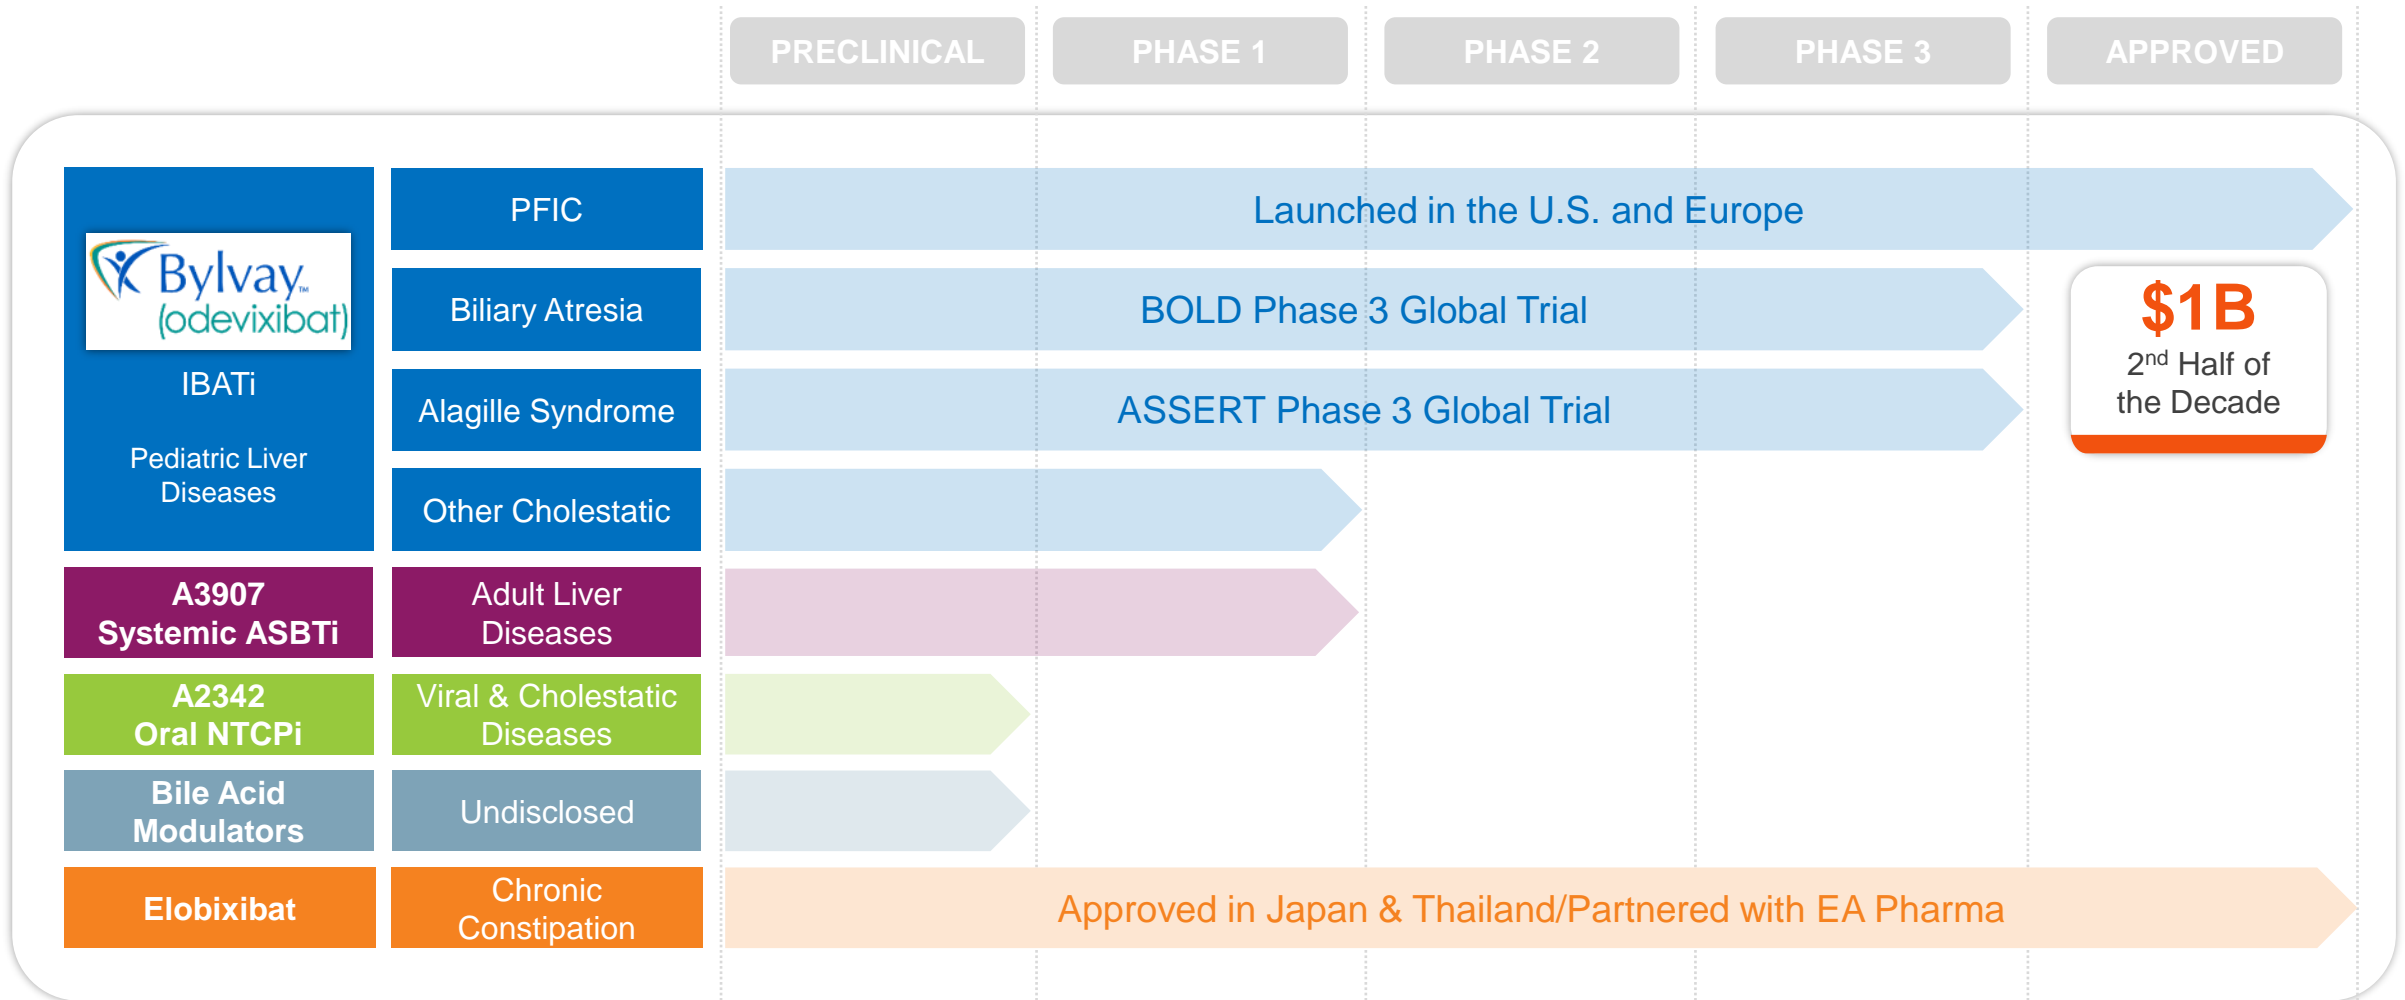 PRECLINICAL
PHASE 1
PHASE 2
PHASE 3
APPROVED
Bylvay™
(odevixibat)
IBATi
Pediatric Liver
Diseases
PFIC
Launched in the U.S. and Europe
Biliary Atresia
BOLD Phase 3 Global Trial
Alagille Syndrome
ASSERT Phase 3 Global Trial
$1B
2nd Half of
the Decade
Other Cholestatic
A3907
Systemic ASBTi
Adult Liver
Diseases
A2342
Oral NTCPi
Viral & Cholestatic
Diseases
Bile Acid
Modulators
Undisclosed
Elobixibat
Chronic
Constipation
Approved in Japan & Thailand/Partnered with EA Pharma